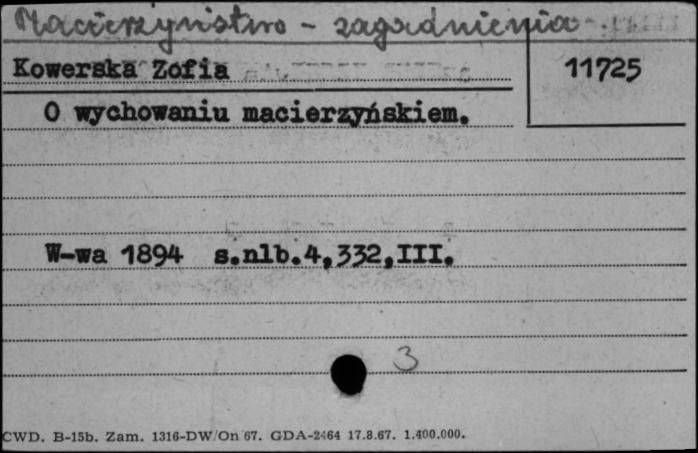 Macierzyństwo - zagadnienia
Kowerska Zofia
11725
O wychowaniu macierzyńskiem.
W-wa 1894 s.nlb.4,332,III.
3
CWD. B-15b. Zam. 1316-DW/On 67. GDA-2464 17.8.67. 1.400.000.